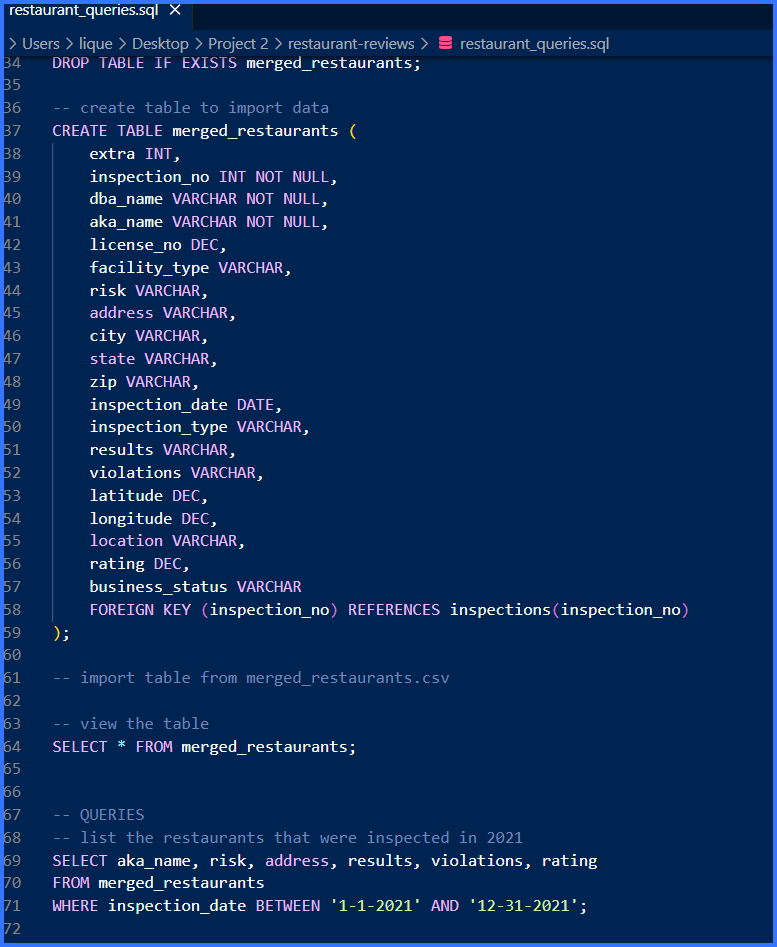 restaurant_queries.sql ×
> Users > lique > Desktop > Project 2 > restaurant-reviews > restaurant_queries.sql
34 DROP TABLE IF EXISTS merged_restaurants;
35
36 -- create table to import data
37 CREATE TABLE merged_restaurants (
38     extra INT,
39     inspection_no INT NOT NULL,
40     dba_name VARCHAR NOT NULL,
41     aka_name VARCHAR NOT NULL,
42     license_no DEC,
43     facility_type VARCHAR,
44     risk VARCHAR,
45     address VARCHAR,
46     city VARCHAR,
47     state VARCHAR,
48     zip VARCHAR,
49     inspection_date DATE,
50     inspection_type VARCHAR,
51     results VARCHAR,
52     violations VARCHAR,
53     latitude DEC,
54     longitude DEC,
55     location VARCHAR,
56     rating DEC,
57     business_status VARCHAR
58     FOREIGN KEY (inspection_no) REFERENCES inspections(inspection_no)
59 );
60
61 -- import table from merged_restaurants.csv
62
63 -- view the table
64 SELECT * FROM merged_restaurants;
65
66
67 -- QUERIES
68 -- list the restaurants that were inspected in 2021
69 SELECT aka_name, risk, address, results, violations, rating
70 FROM merged_restaurants
71 WHERE inspection_date BETWEEN '1-1-2021' AND '12-31-2021';
72